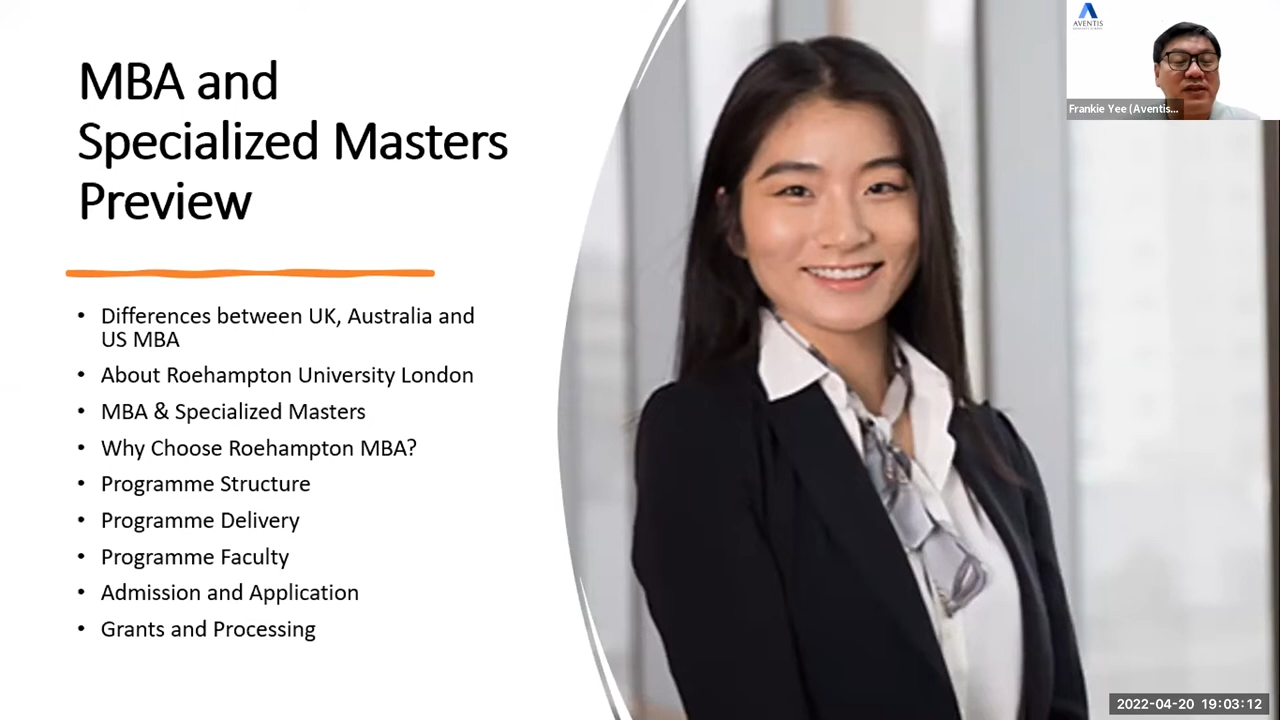 MBA and
Specialized Masters
Preview
• Differences between UK, Australia and
US MBA
• About Roehampton University London
• MBA & Specialized Masters
• Why Choose Roehampton MBA?
• Programme Structure
• Programme Delivery
• Programme Faculty
• Admission and Application
• Grants and Processing
AVENTIS
Frankie Yee (Aventis...
2022-04-20 19:03:12